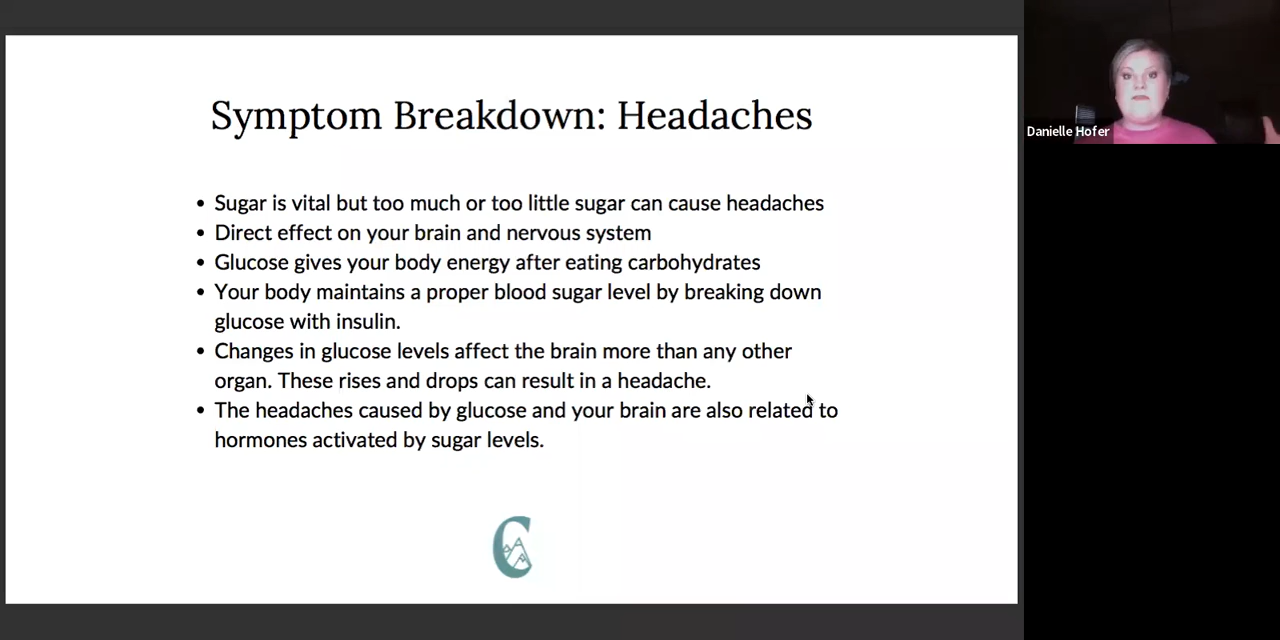 Symptom Breakdown: Headaches
• Sugar is vital but too much or too little sugar can cause headaches
• Direct effect on your brain and nervous system
• Glucose gives your body energy after eating carbohydrates
• Your body maintains a proper blood sugar level by breaking down
glucose with insulin.
• Changes in glucose levels affect the brain more than any other
organ. These rises and drops can result in a headache.
• The headaches caused by glucose and your brain are also related to
hormones activated by sugar levels.
C
Danielle Hofer